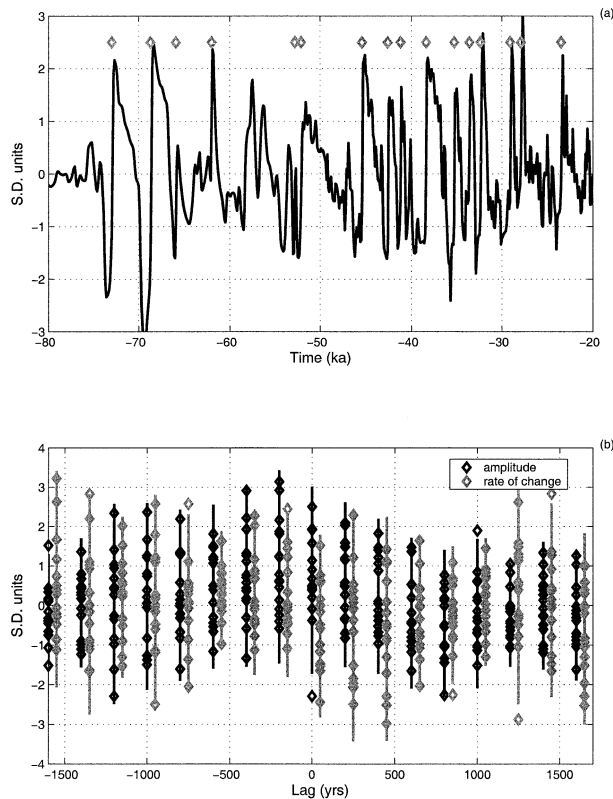 (a)
3
2
1
0
−1
−2
−3
S.D. units
−80 −70 −60 −50 −40 −30 −20
Time (ka)
(b)
4
3
2
1
0
−1
−2
−3
−4
S.D. units
amplitude
rate of change
−1500 −1000 −500 0 500 1000 1500
Lag (yrs)